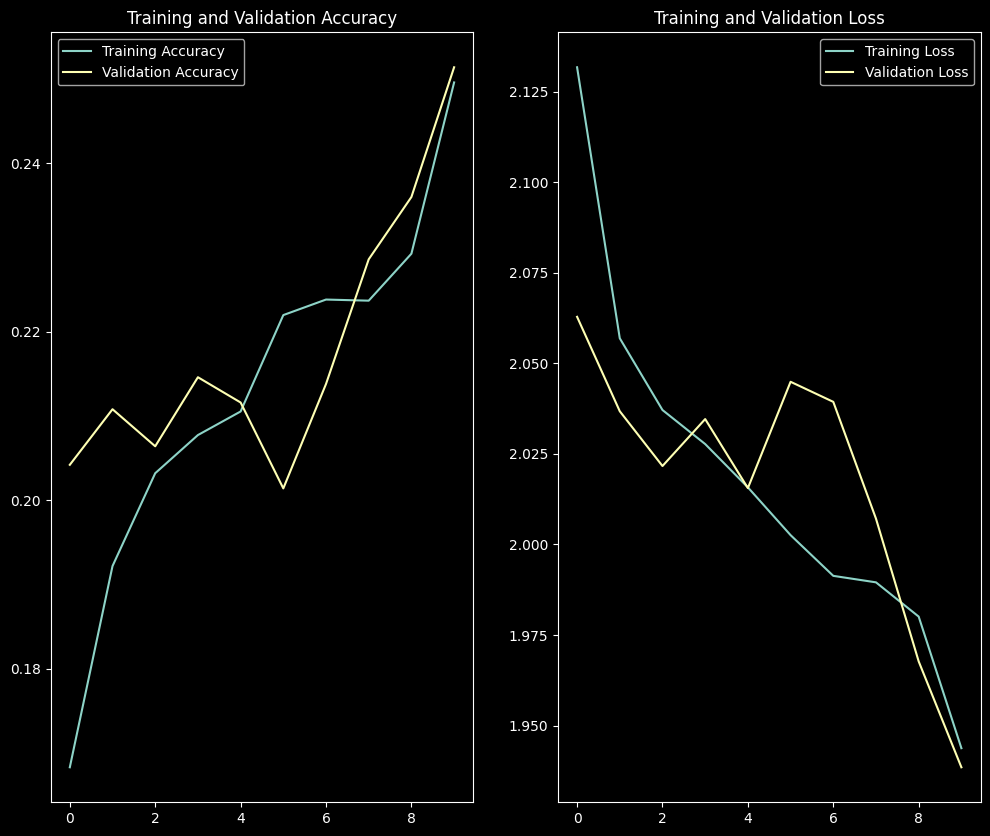 Training and Validation Accuracy
Training Accuracy
Validation Accuracy
0.24
0.22
0.20
0.18
0 2 4 6 8
Training and Validation Loss
Training Loss
Validation Loss
2.125
2.100
2.075
2.050
2.025
2.000
1.975
1.950
0 2 4 6 8